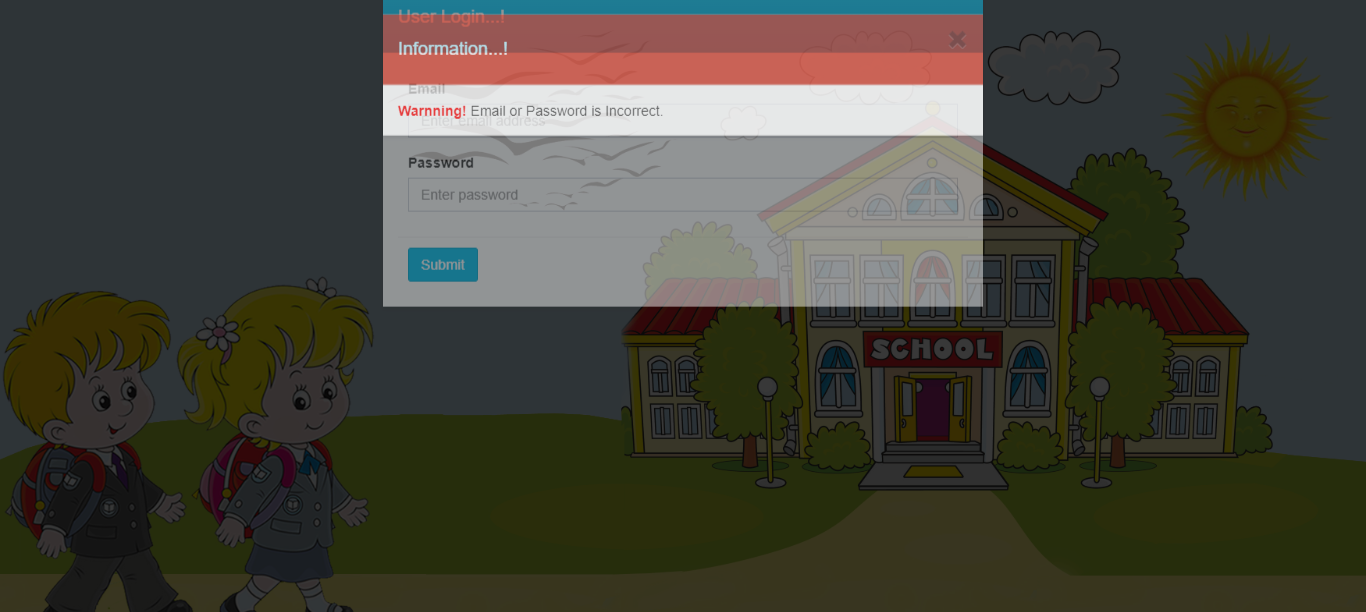 User Login...!
Information...!
Email
Warnning! Email or Password is Incorrect.
Enter email address
Password
Enter password
Submit
SCHOOL